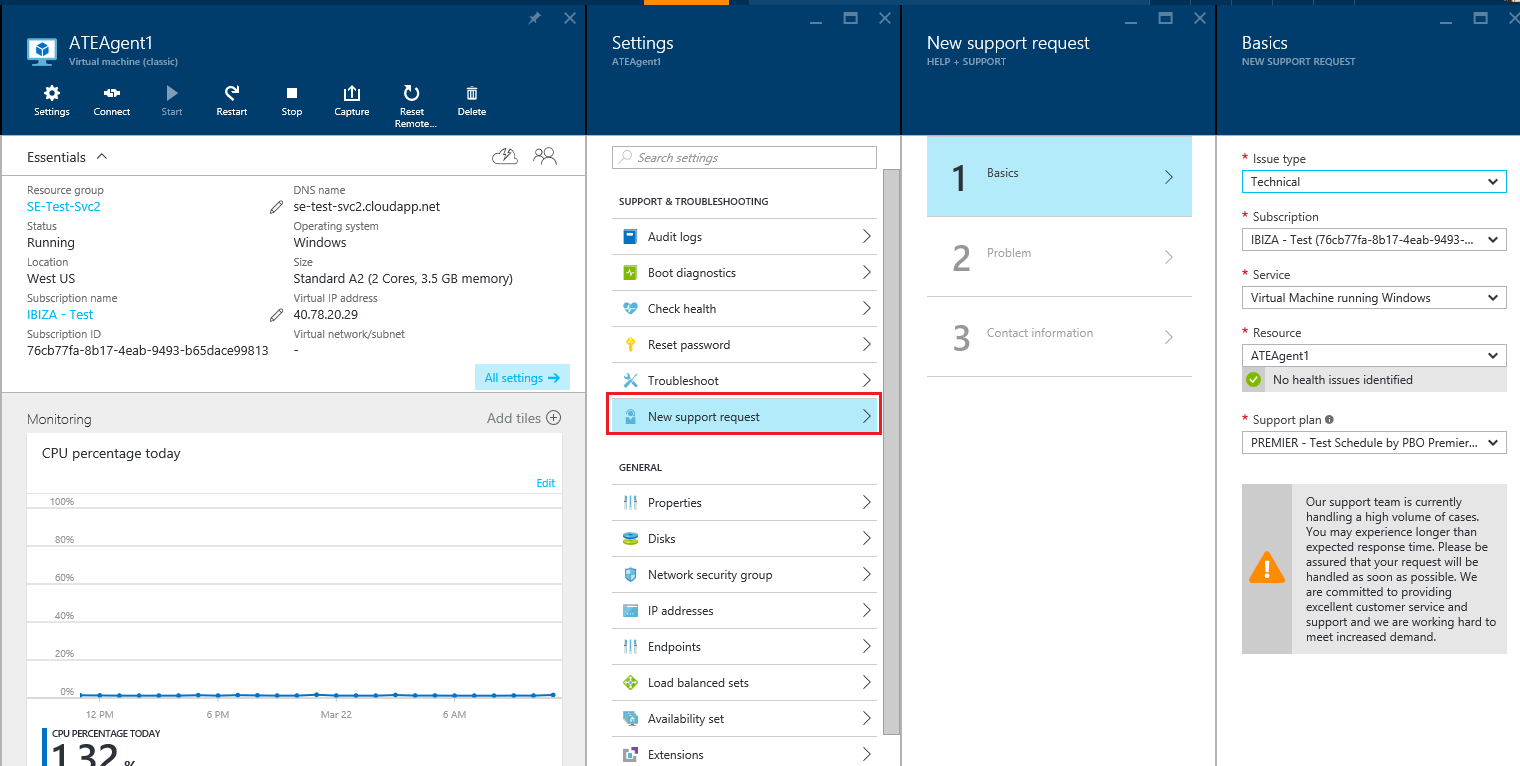 ATEAgent1
Virtual machine (classic)
Settings
Connect
Start
Restart
Stop
Capture
Reset
Remote...
Delete
Essentials
Resource group
SE-Test-Svc2
Status
Running
Location
West US
Subscription name
IBIZA - Test
Subscription ID
76cb77fa-8b17-4eab-9493-b65dace99813
DNS name
se-test-svc2.cloudapp.net
Operating system
Windows
Size
Standard A2 (2 Cores, 3.5 GB memory)
Virtual IP address
40.78.20.29
Virtual network/subnet
-
All settings
Monitoring
Add tiles
CPU percentage today
Edit
100%
80%
60%
40%
20%
0%
12 PM
6 PM
Mar 22
6 AM
CPU PERCENTAGE TODAY
1.32 %
Settings
ATEAgent1
Search settings
SUPPORT & TROUBLESHOOTING
Audit logs
Boot diagnostics
Check health
Reset password
Troubleshoot
New support request
GENERAL
Properties
Disks
Network security group
IP addresses
Endpoints
Load balanced sets
Availability set
Extensions
New support request
HELP + SUPPORT
1 Basics
2 Problem
3 Contact information
Basics
NEW SUPPORT REQUEST
* Issue type
Technical
* Subscription
IBIZA - Test (76cb77fa-8b17-4eab-9493-...
* Service
Virtual Machine running Windows
* Resource
ATEAgent1
No health issues identified
* Support plan
PREMIER - Test Schedule by PBO Premier...
Our support team is currently
handling a high volume of cases.
You may experience longer than
expected response time. Please be
assured that your request will be
handled as soon as possible. We
are committed to providing
excellent customer service and
support and we are working hard to
meet increased demand.